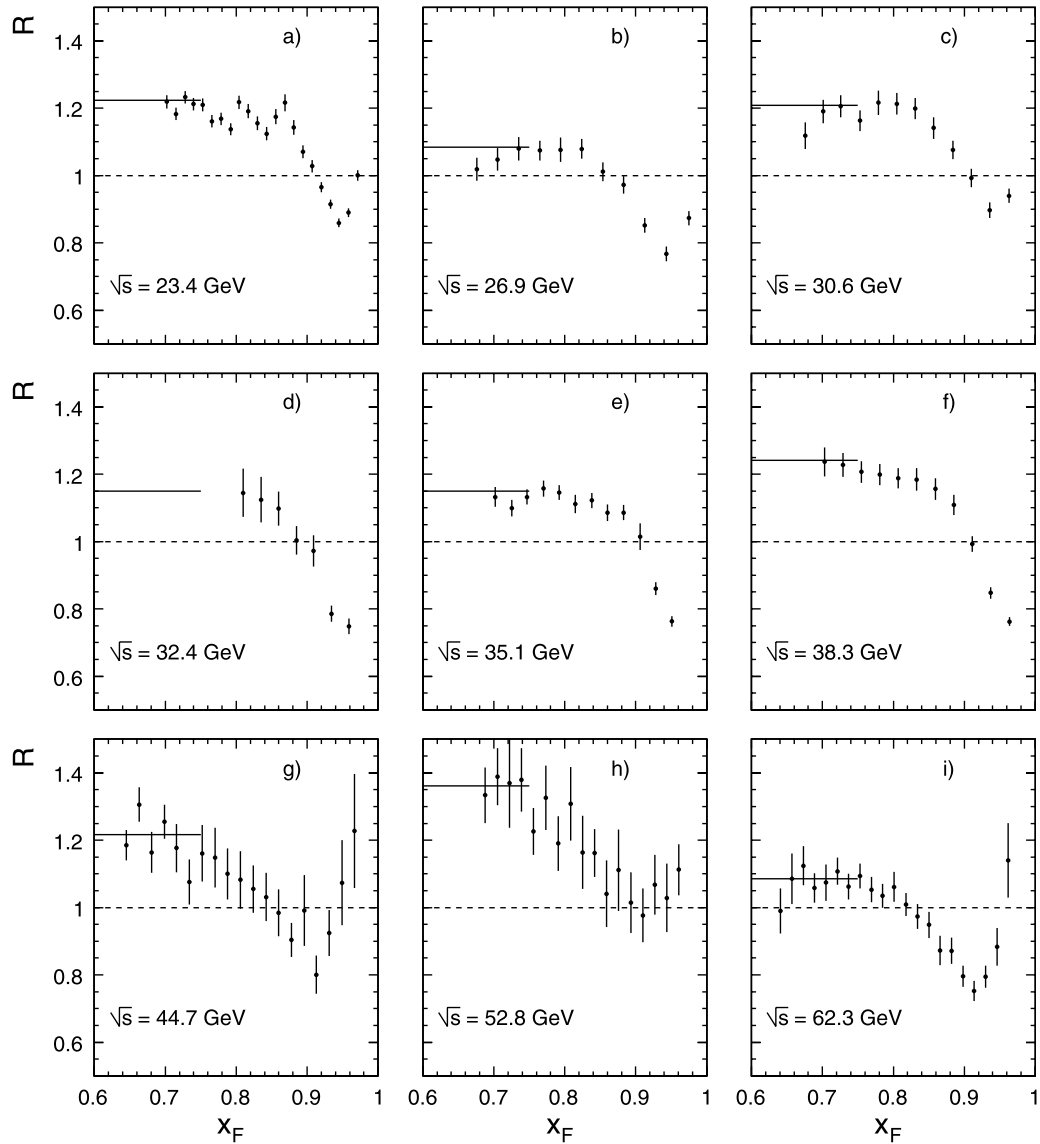 R
1.4
1.2
1
0.8
0.6
a)
√s = 23.4 GeV
b)
√s = 26.9 GeV
c)
√s = 30.6 GeV
R
1.4
1.2
1
0.8
0.6
d)
√s = 32.4 GeV
e)
√s = 35.1 GeV
f)
√s = 38.3 GeV
R
1.4
1.2
1
0.8
0.6
g)
√s = 44.7 GeV
h)
√s = 52.8 GeV
i)
√s = 62.3 GeV
0.6 0.7 0.8 0.9 0.6 0.7 0.8 0.9 1 0.6 0.7 0.8 0.9 1
x_F x_F x_F